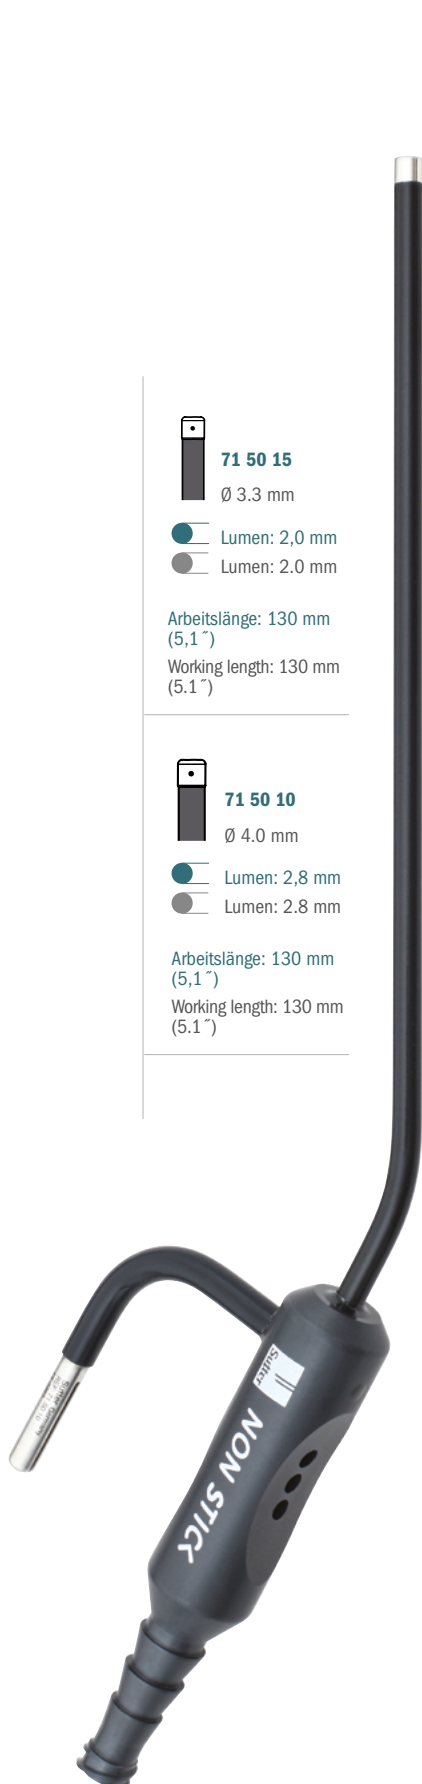 71 50 15
Ø 3.3 mm
Lumen: 2,0 mm
Lumen: 2.0 mm
Arbeitslänge: 130 mm
(5,1˝)
Working length: 130 mm
(5.1˝)
71 50 10
Ø 4.0 mm
Lumen: 2,8 mm
Lumen: 2.8 mm
Arbeitslänge: 130 mm
(5,1˝)
Working length: 130 mm
(5.1˝)
Sutter
NON STICK